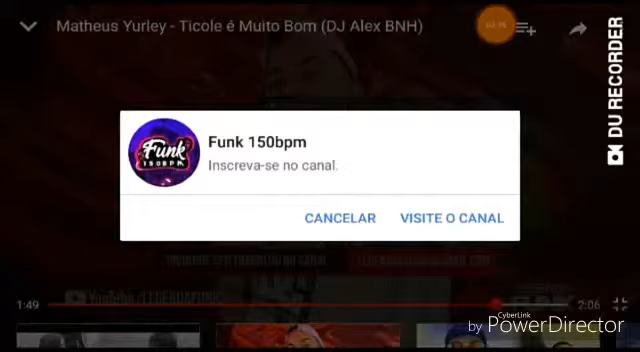 Matheus Yurley - Ticole é Muito Bom (DJ Alex BNH)
DU RECORDER
Funk
150BPM
Funk 150bpm
Inscreva-se no canal.
CANCELAR
VISITE O CANAL
1:49
2:06
CyberLink
by PowerDirector